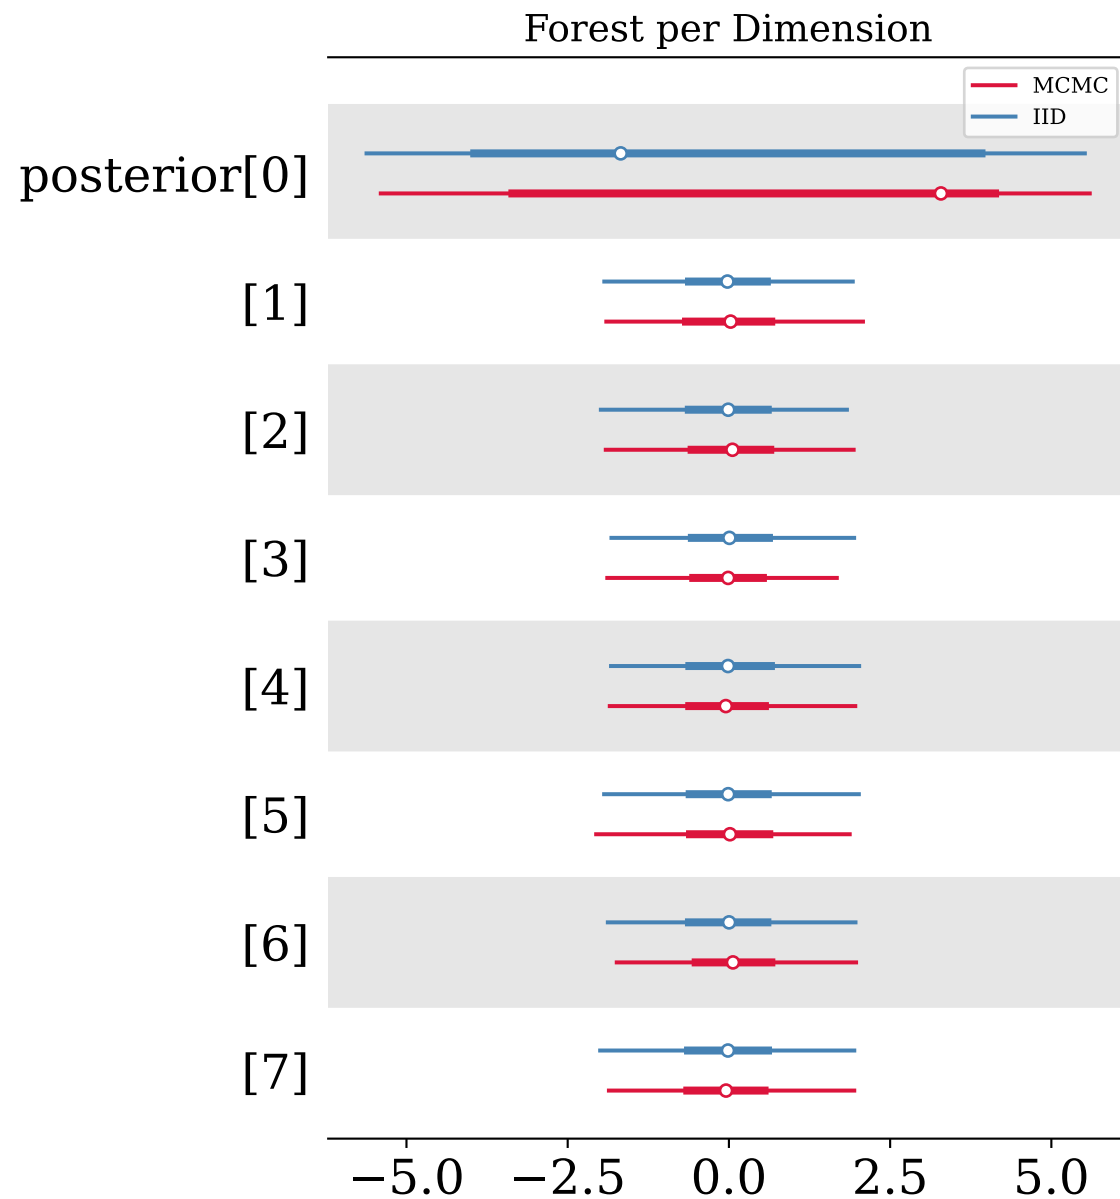 Forest per Dimension
MCMC
IID
posterior[0]
[1]
[2]
[3]
[4]
[5]
[6]
[7]
−5.0 −2.5 0.0 2.5 5.0